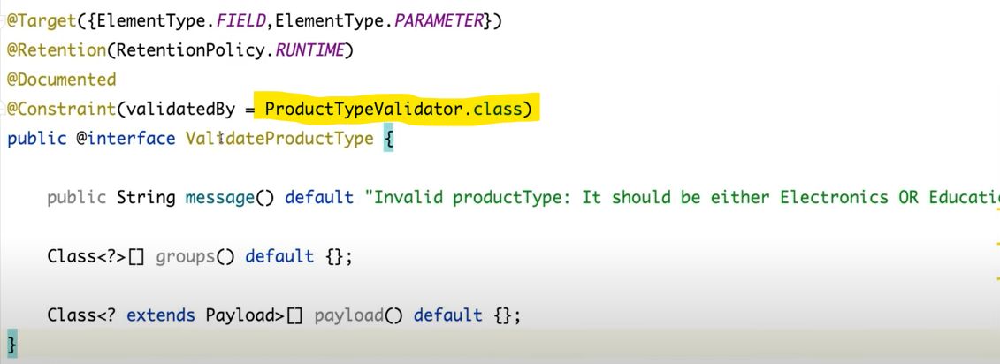 @Target({ElementType.FIELD,ElementType.PARAMETER})
@Retention(RetentionPolicy.RUNTIME)
@Documented
@Constraint(validatedBy = ProductTypeValidator.class)
public @interface ValidateProductType {
public String message() default "Invalid productType: It should be either Electronics OR Educati
Class<?>[] groups() default {};
Class<? extends Payload>[] payload() default {};
}